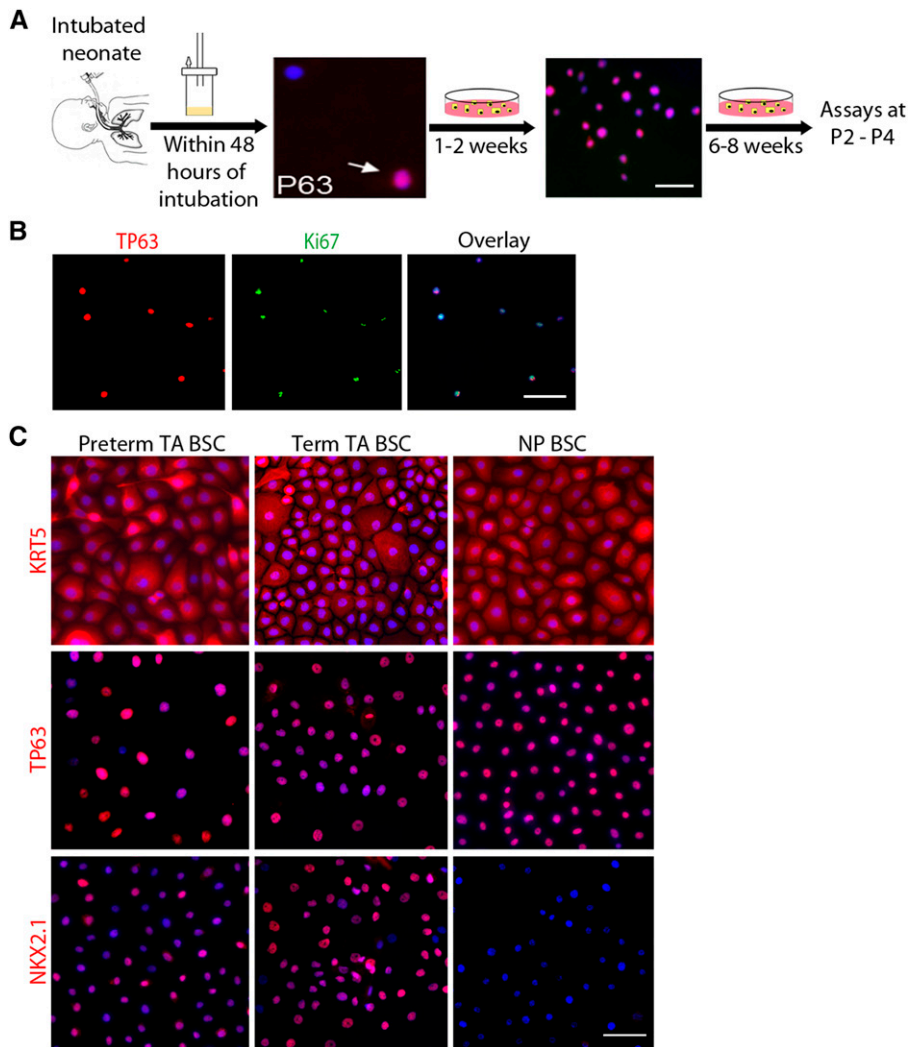 A
Intubated
neonate
Within 48
hours of
intubation
P63
1-2 weeks
6-8 weeks
Assays at
P2 - P4
B
TP63
Ki67
Overlay
C
Preterm TA BSC
Term TA BSC
NP BSC
KRT5
TP63
NKX2.1